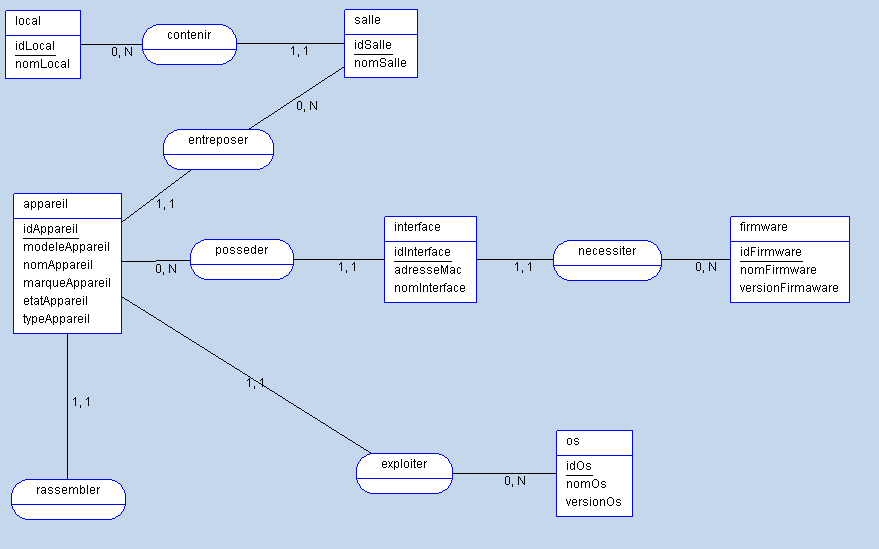 local
idLocal
nomLocal
0, N
contenir
1, 1
salle
idSalle
nomSalle
0, N
entreposer
1, 1
appareil
idAppareil
modeleAppareil
nomAppareil
marqueAppareil
etatAppareil
typeAppareil
0, N
posseder
1, 1
interface
idInterface
adresseMac
nomInterface
1, 1
necessiter
0, N
firmware
idFirmware
nomFirmware
versionFirmaware
1, 1
1, 1
rassembler
exploiter
0, N
os
idOs
nomOs
versionOs